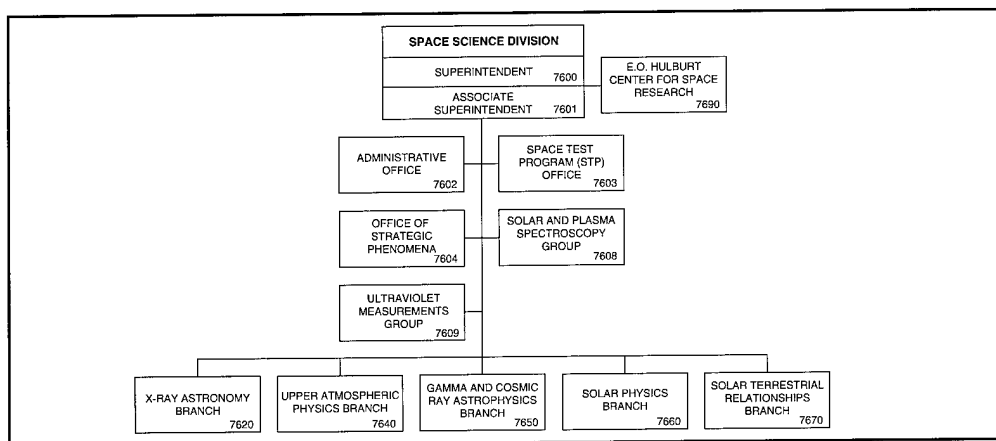 SPACE SCIENCE DIVISION
SUPERINTENDENT
7600
ASSOCIATE
SUPERINTENDENT
7601
E.O. HULBURT
CENTER FOR SPACE
RESEARCH
7690
ADMINISTRATIVE
OFFICE
7602
SPACE TEST
PROGRAM (STP)
OFFICE
7603
OFFICE OF
STRATEGIC
PHENOMENA
7604
SOLAR AND PLASMA
SPECTROSCOPY
GROUP
7608
ULTRAVIOLET
MEASUREMENTS
GROUP
7609
X-RAY ASTRONOMY
BRANCH
7620
UPPER ATMOSPHERIC
PHYSICS BRANCH
7640
GAMMA AND COSMIC
RAY ASTROPHYSICS
BRANCH
7650
SOLAR PHYSICS
BRANCH
7660
SOLAR TERRESTRIAL
RELATIONSHIPS
BRANCH
7670